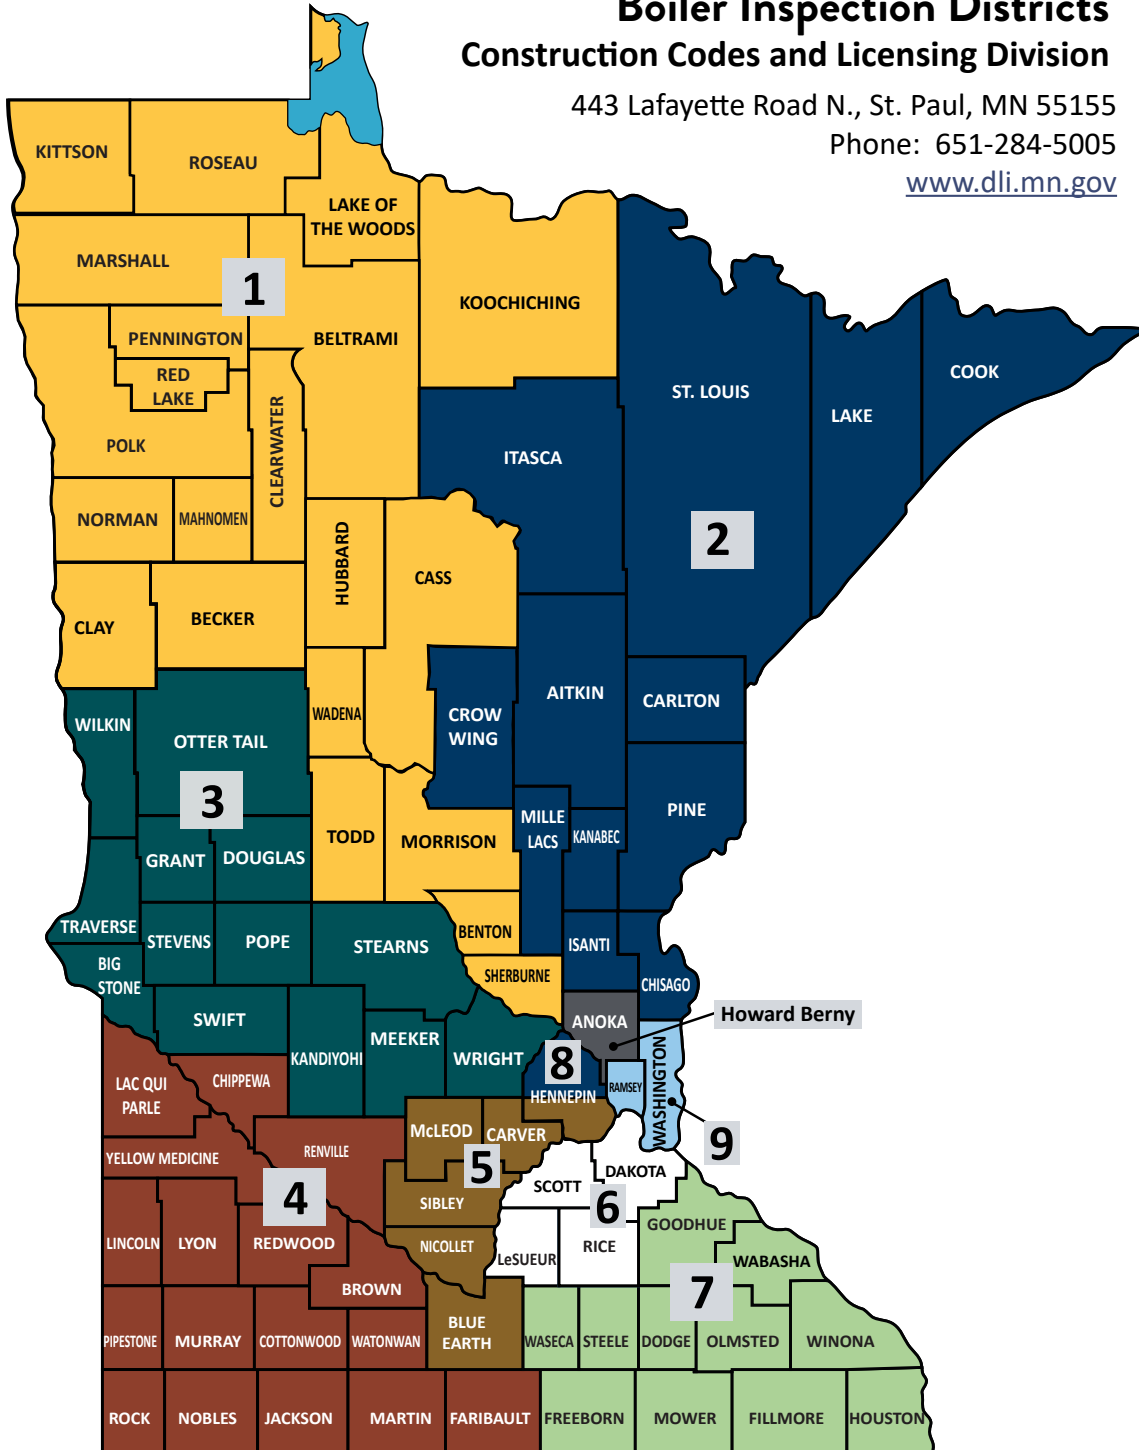 Boiler Inspection Districts
Construction Codes and Licensing Division
443 Lafayette Road N., St. Paul, MN 55155
Phone: 651-284-5005
www.dli.mn.gov
KITTSON
ROSEAU
LAKE OF
THE WOODS
MARSHALL
1
KOOCHICHING
PENNINGTON
BELTRAMI
RED
LAKE
ST. LOUIS
COOK
LAKE
POLK
CLEARWATER
ITASCA
NORMAN
MAHNOMEN
2
HUBBARD
CASS
CLAY
BECKER
WILKIN
OTTER TAIL
WADENA
CROW
WING
AITKIN
CARLTON
3
PINE
MILLE
LACS
KANABEC
TODD
MORRISON
GRANT
DOUGLAS
TRAVERSE
STEVENS
POPE
STEARNS
BENTON
ISANTI
BIG
STONE
SHERBURNE
CHISAGO
SWIFT
ANOKA
Howard Berny
KANDIYOHI
MEEKER
WRIGHT
8
HENNEPIN
RAMSEY
WASHINGTON
LAC QUI
PARLE
CHIPPEWA
9
McLEOD
CARVER
YELLOW MEDICINE
RENVILLE
5
4
SCOTT
DAKOTA
SIBLEY
6
GOODHUE
LINCOLN
LYON
REDWOOD
NICOLLET
LeSUEUR
RICE
WABASHA
BROWN
7
BLUE
EARTH
PIPESTONE
MURRAY
COTTONWOOD
WATONWAN
WASECA
STEELE
DODGE
OLMSTED
WINONA
ROCK
NOBLES
JACKSON
MARTIN
FARIBAULT
FREEBORN
MOWER
FILLMORE
HOUSTON